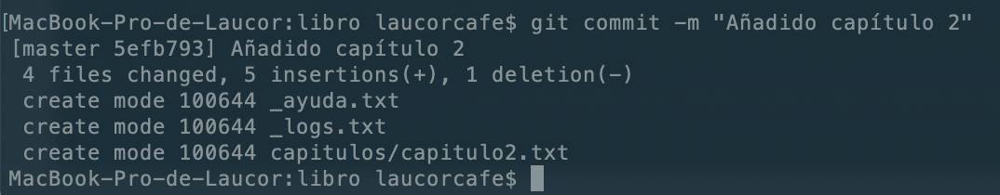 [MacBook-Pro-de-Laucor:libro laucorcafe$ git commit -m "Añadido capítulo 2"
[master 5efb793] Añadido capítulo 2
 4 files changed, 5 insertions(+), 1 deletion(-)
 create mode 100644 _ayuda.txt
 create mode 100644 _logs.txt
 create mode 100644 capitulos/capitulo2.txt
MacBook-Pro-de-Laucor:libro laucorcafe$